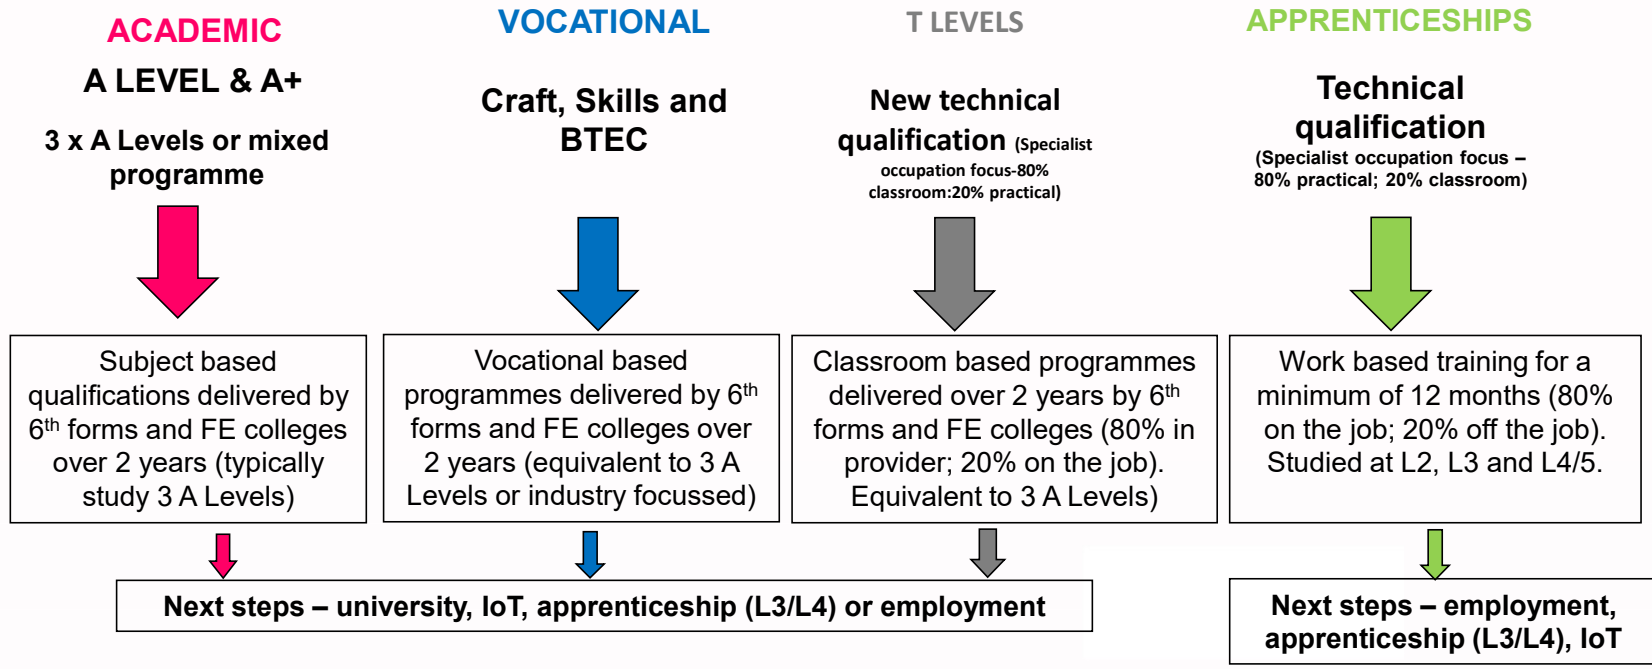 ACADEMIC
A LEVEL & A+
3 x A Levels or mixed
programme
Subject based
qualifications delivered by
6th forms and FE colleges
over 2 years (typically
study 3 A Levels)
VOCATIONAL
Craft, Skills and
BTEC
Vocational based
programmes delivered by 6th
forms and FE colleges over
2 years (equivalent to 3 A
Levels or industry focussed)
T LEVELS
New technical
qualification (Specialist
occupation focus-80%
classroom:20% practical)
Classroom based programmes
delivered over 2 years by 6th
forms and FE colleges (80% in
provider; 20% on the job).
Equivalent to 3 A Levels)
APPRENTICESHIPS
Technical
qualification
(Specialist occupation focus –
80% practical; 20% classroom)
Work based training for a
minimum of 12 months (80%
on the job; 20% off the job).
Studied at L2, L3 and L4/5.
Next steps – university, IoT, apprenticeship (L3/L4) or employment
Next steps – employment,
apprenticeship (L3/L4), IoT